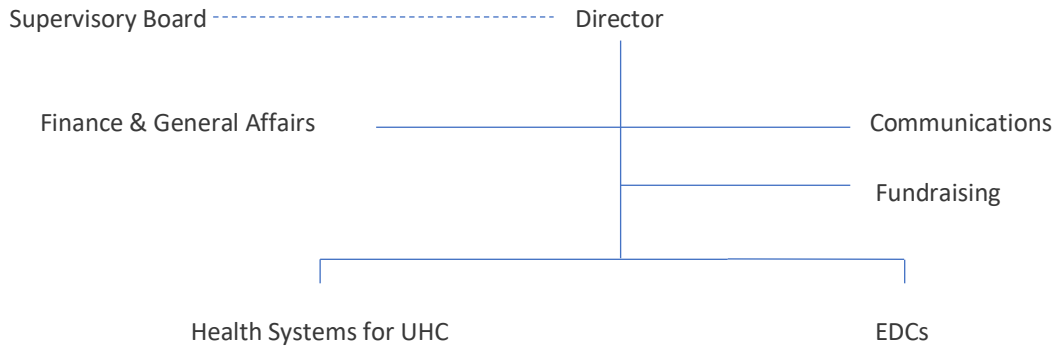 Supervisory Board
Director
Finance & General Affairs
Communications
Fundraising
Health Systems for UHC
EDCs